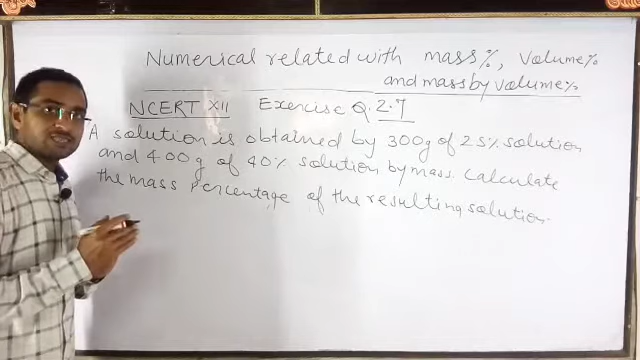 Numerical related with mass%, Volume%
and mass by volume%
NCERT XII Exercise Q. 2.7
A solution is obtained by 300g of 25% solution
and 400g of 40% solution by mass. Calculate
the mass percentage of the resulting solution.